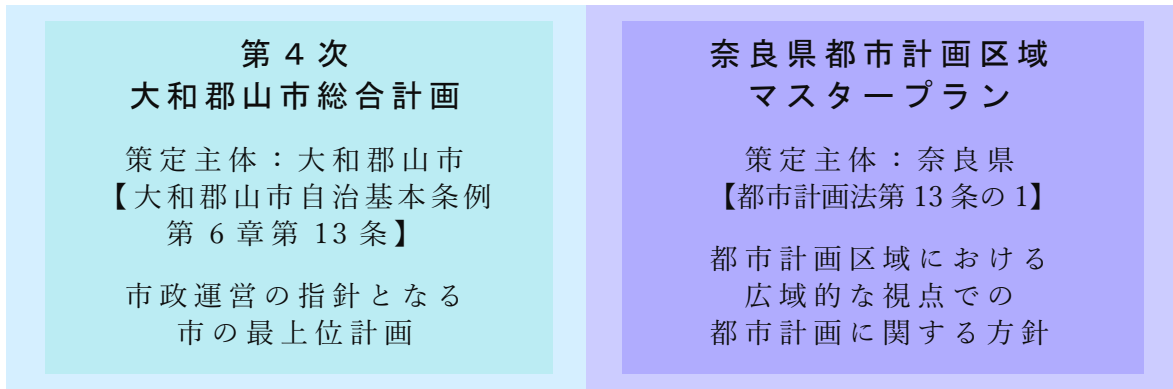 第４次
大和郡山市総合計画
策定主体：大和郡山市
【大和郡山市自治基本条例
第 6 章第 13 条】
市政運営の指針となる
市の最上位計画
奈良県都市計画区域
マスタープラン
策定主体：奈良県
【都市計画法第 13 条の 1】
都市計画区域における
広域的な視点での
都市計画に関する方針